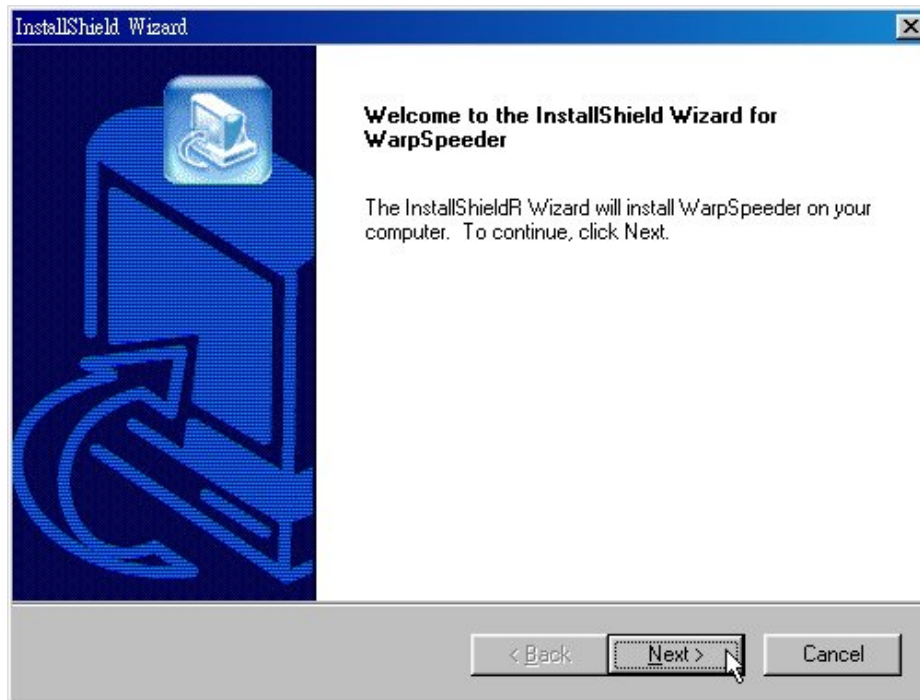 InstallShield Wizard
Welcome to the InstallShield Wizard for
WarpSpeeder
The InstallShieldR Wizard will install WarpSpeeder on your
computer. To continue, click Next.
< Back
Next >
Cancel